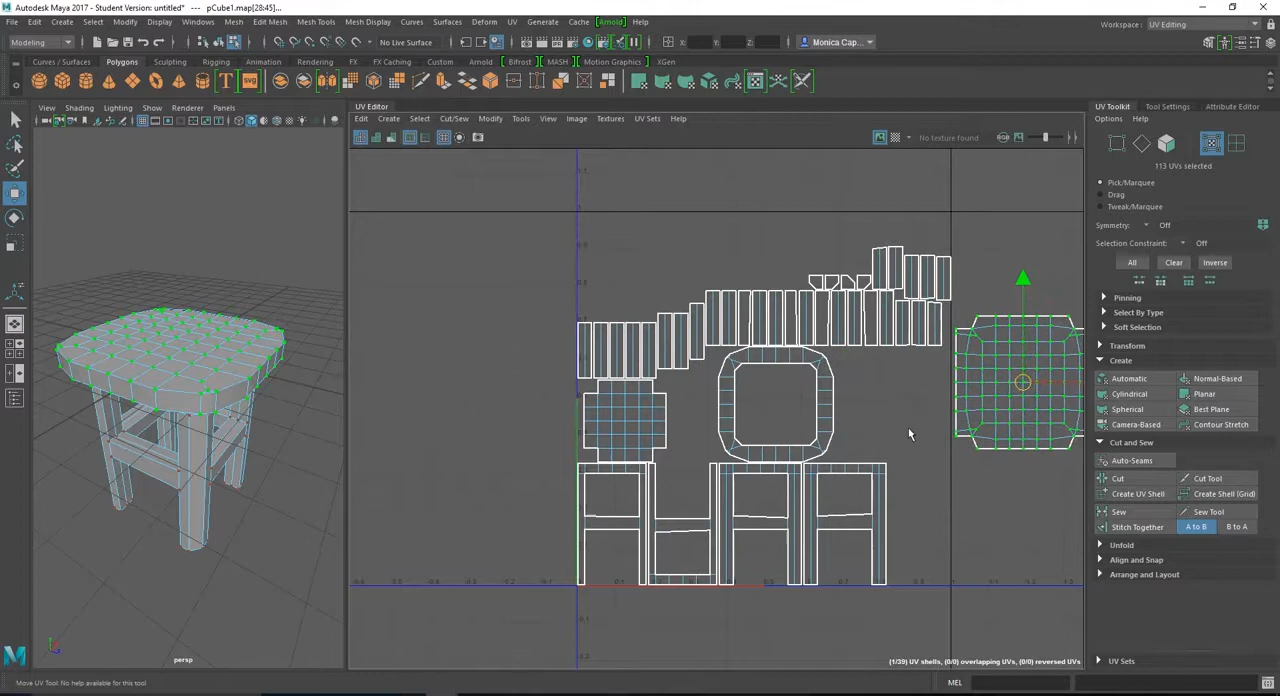 Autodesk Maya 2017 - Student Version: untitled* --- pCube1.map[28:45]...
File Edit Create Select Modify Display Windows Mesh Edit Mesh Mesh Tools Mesh Display Curves Surfaces Deform UV Generate Cache [Arnold] Help
Workspace : UV Editing
Modeling
No Live Surface
X: Y: Z:
Monica Cap...
Curves / Surfaces Polygons Sculpting Rigging Animation Rendering FX FX Caching Custom Arnold Bifrost MASH Motion Graphics XGen
View Shading Lighting Show Renderer Panels
UV Editor
Edit Create Select Cut/Sew Modify Tools View Image Textures UV Sets Help
No texture found
UV Toolkit Tool Settings Attribute Editor
Options Help
113 UVs selected
Pick/Marquee
Drag
Tweak/Marquee
Symmetry: Off
Selection Constraint: Off
All Clear Inverse
Pinning
Select By Type
Soft Selection
Transform
Create
Automatic Normal-Based
Cylindrical Planar
Spherical Best Plane
Camera-Based Contour Stretch
Cut and Sew
Auto-Seams
Cut Cut Tool
Create UV Shell Create Shell (Grid)
Sew Sew Tool
Stitch Together A to B B to A
Unfold
Align and Snap
Arrange and Layout
UV Sets
persp
(1/39) UV shells, (0/0) overlapping UVs, (0/0) reversed UVs
Move UV Tool: No help available for this tool
MEL